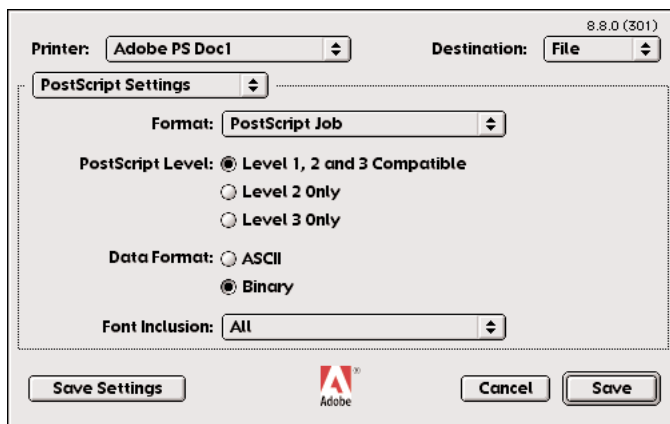 8.8.0 (301)
Printer: Adobe PS Doc1 Destination: File
PostScript Settings
Format: PostScript Job
PostScript Level: Level 1, 2 and 3 Compatible
Level 2 Only
Level 3 Only
Data Format: ASCII
Binary
Font Inclusion: All
Save Settings Adobe ® Cancel Save